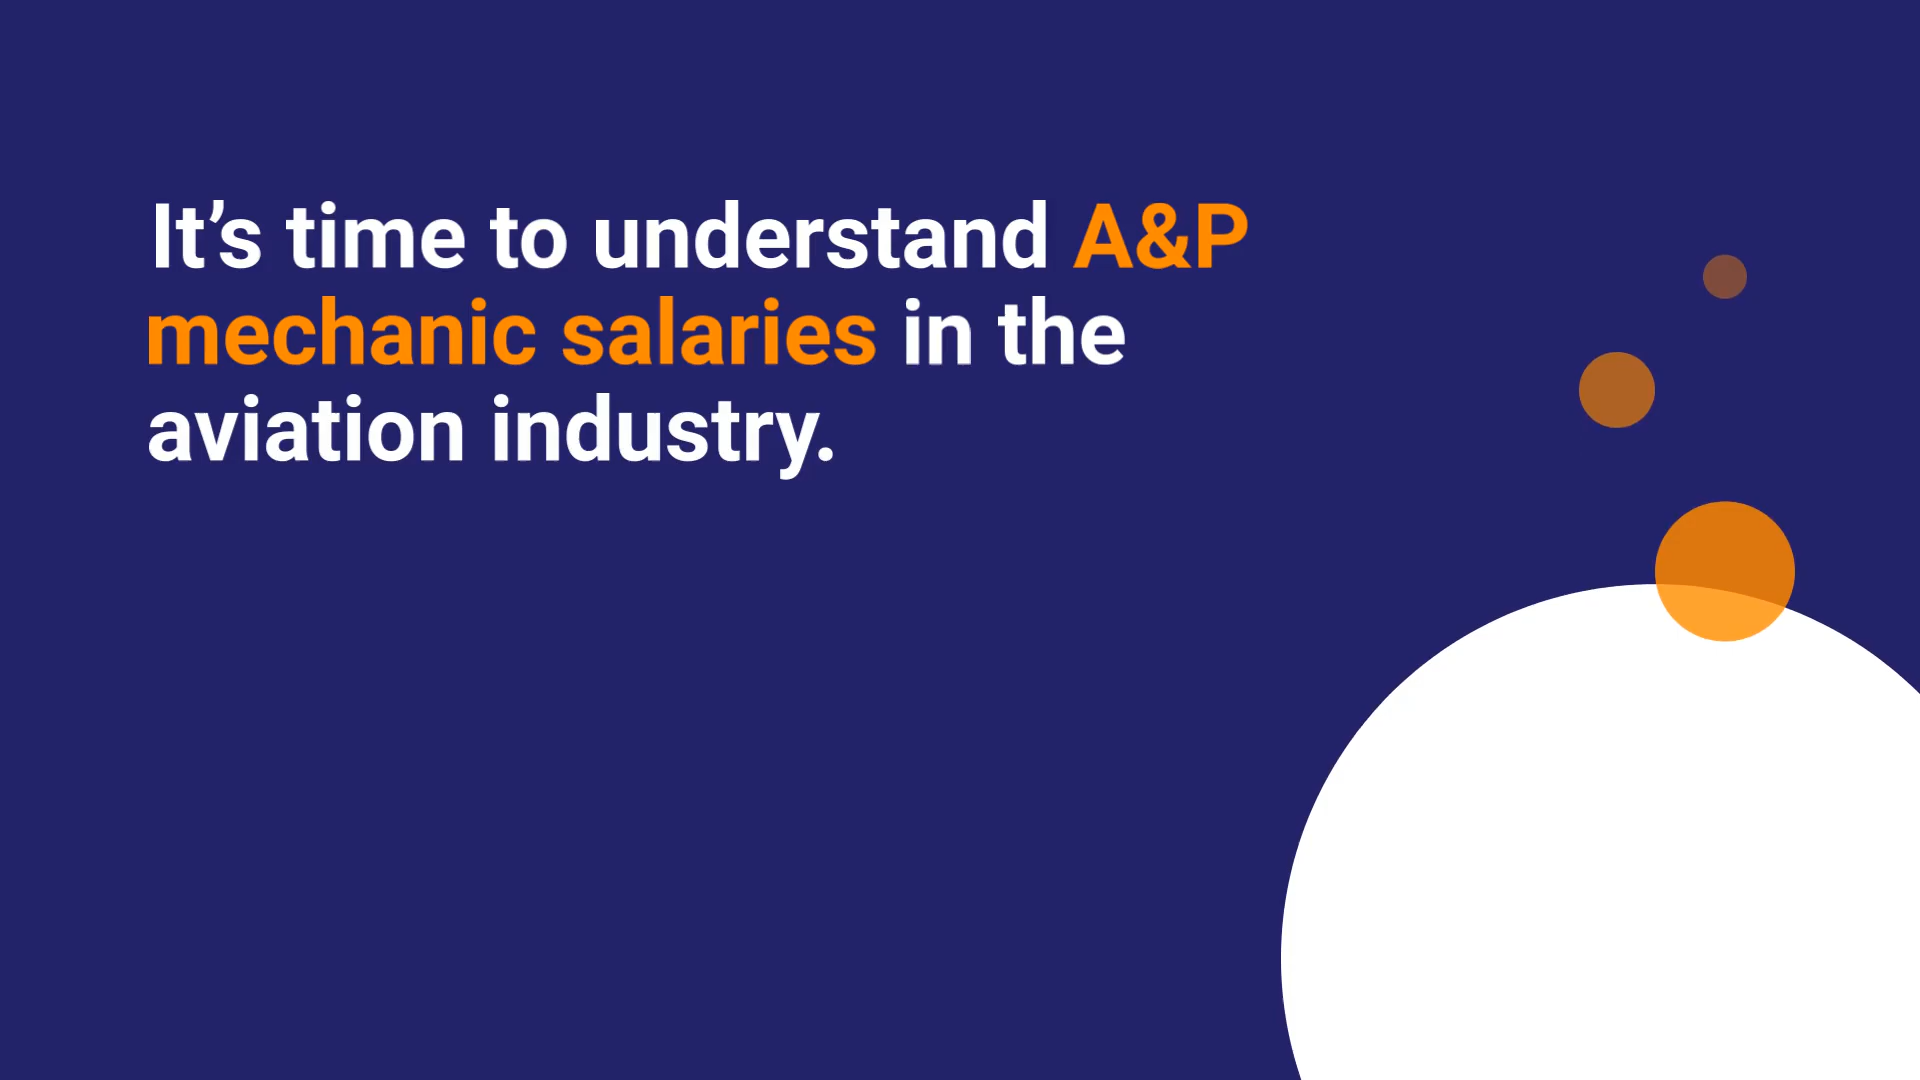 It’s time to understand A&P
mechanic salaries in the
aviation industry.